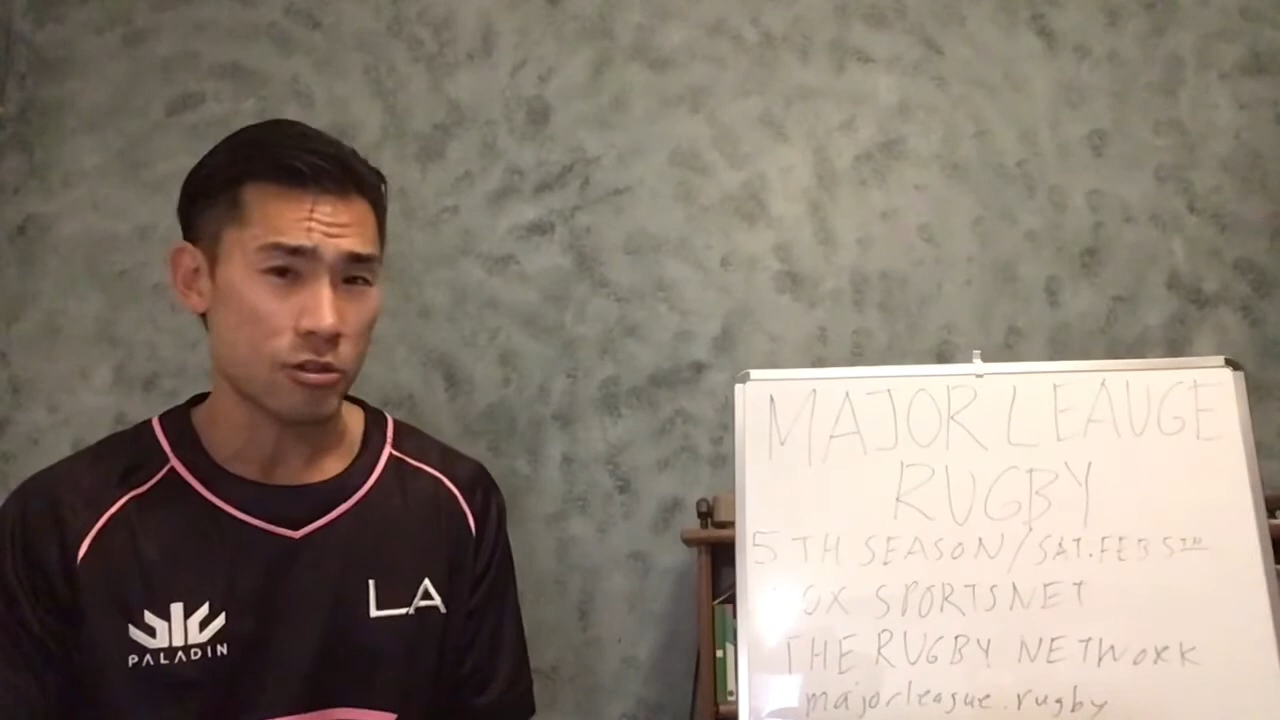 LA
PALADIN
MAJOR LEAUGE
RUGBY
5TH SEASON/SAT.FEB 5TH
OX SPORTSNET
THE RUGBY NETWORK
majorleague.rugby